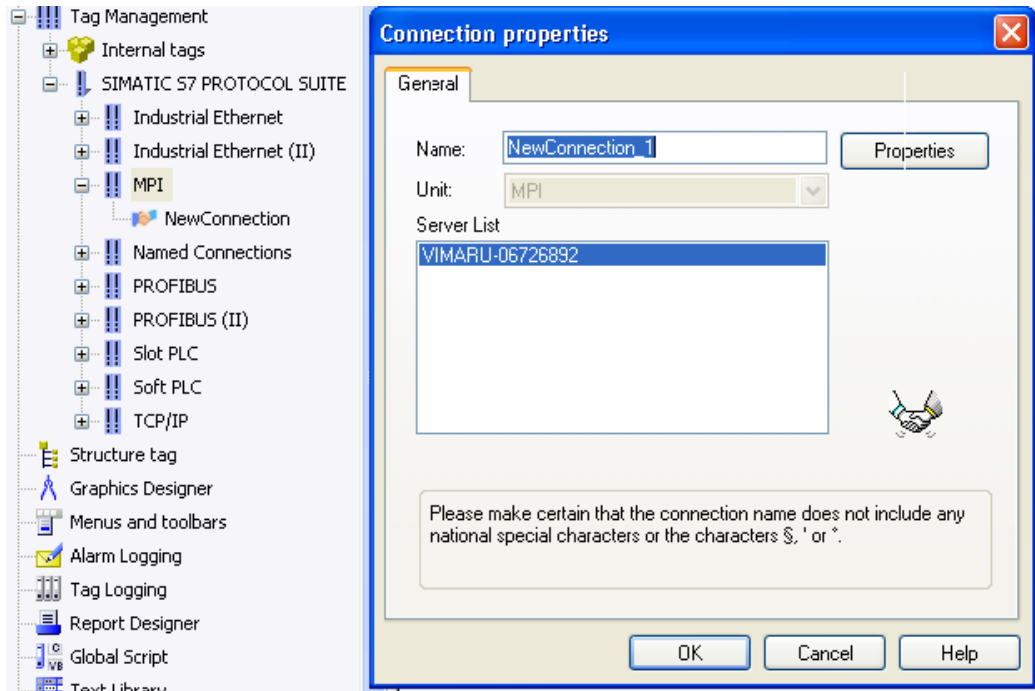 Tag Management
Internal tags
SIMATIC S7 PROTOCOL SUITE
Industrial Ethernet
Industrial Ethernet (II)
MPI
NewConnection
Named Connections
PROFIBUS
PROFIBUS (II)
Slot PLC
Soft PLC
TCP/IP
Structure tag
Graphics Designer
Menus and toolbars
Alarm Logging
Tag Logging
Report Designer
Global Script
Text Library
Connection properties
General
Name: NewConnection_1 Properties
Unit: MPI
Server List
VIMARU-06726892
Please make certain that the connection name does not include any
national special characters or the characters §, ' or *.
OK Cancel Help